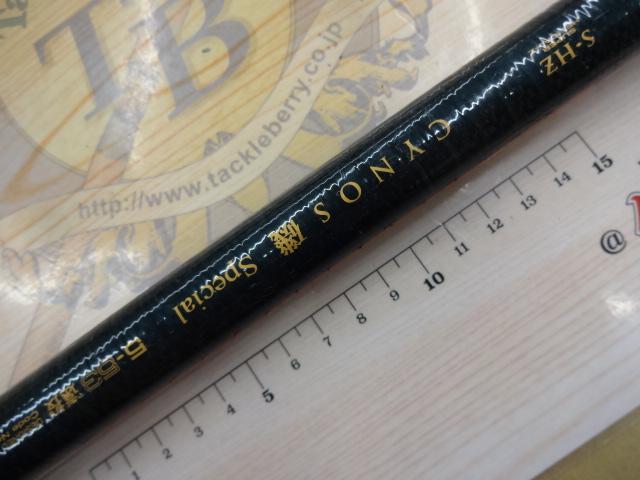 TB
http://www.tackleberry.co.jp
S-HZ
CYNOS 磯 Special
5-53 遠投
Code N
1 2 3 4 5 6 7 8 9 10 11 12 13 14 15
@